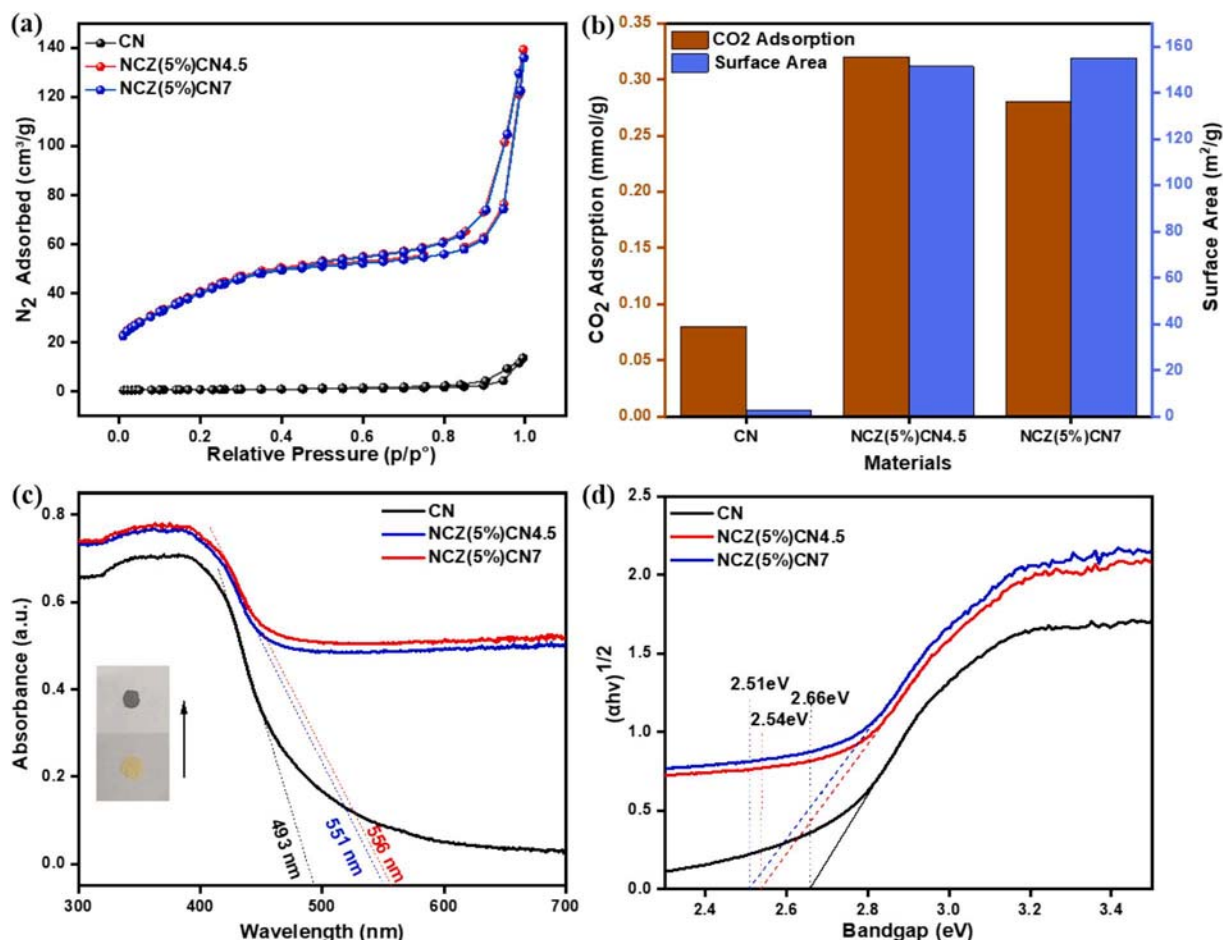 (a)
CN
NCZ(5%)CN4.5
NCZ(5%)CN7
N2 Adsorbed (cm³/g)
140
120
100
80
60
40
20
0
0.0 0.2 0.4 0.6 0.8 1.0
Relative Pressure (p/p°)
(b)
CO2 Adsorption
Surface Area
CO2 Adsorption (mmol/g)
0.35
0.30
0.25
0.20
0.15
0.10
0.05
0.00
160
140
120
100
80
60
40
20
0
Surface Area (m²/g)
CN NCZ(5%)CN4.5 NCZ(5%)CN7
Materials
(c)
CN
NCZ(5%)CN4.5
NCZ(5%)CN7
Absorbance (a.u.)
0.8
0.6
0.4
0.2
0.0
493 nm
551 nm
556 nm
300 400 500 600 700
Wavelength (nm)
(d)
CN
NCZ(5%)CN4.5
NCZ(5%)CN7
(αhv)1/2
2.5
2.0
1.5
1.0
0.5
0.0
2.51eV
2.54eV
2.66eV
2.4 2.6 2.8 3.0 3.2 3.4
Bandgap (eV)